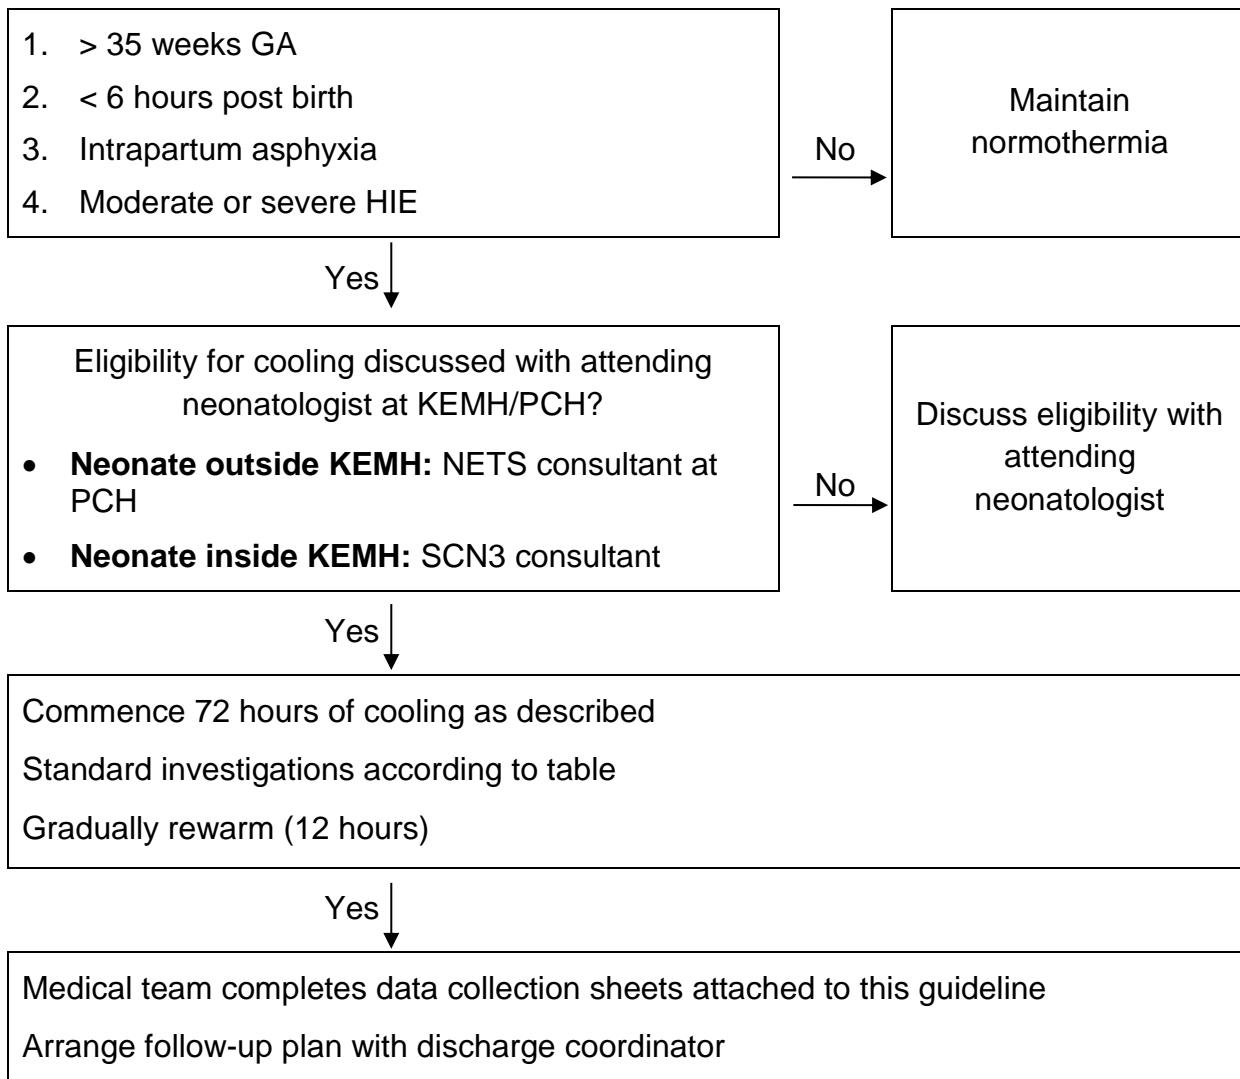 1. > 35 weeks GA
2. < 6 hours post birth
3. Intrapartum asphyxia
4. Moderate or severe HIE
No
Maintain
normothermia
Yes
Eligibility for cooling discussed with attending
neonatologist at KEMH/PCH?
• Neonate outside KEMH: NETS consultant at
PCH
• Neonate inside KEMH: SCN3 consultant
No
Discuss eligibility with
attending
neonatologist
Yes
Commence 72 hours of cooling as described
Standard investigations according to table
Gradually rewarm (12 hours)
Yes
Medical team completes data collection sheets attached to this guideline
Arrange follow-up plan with discharge coordinator